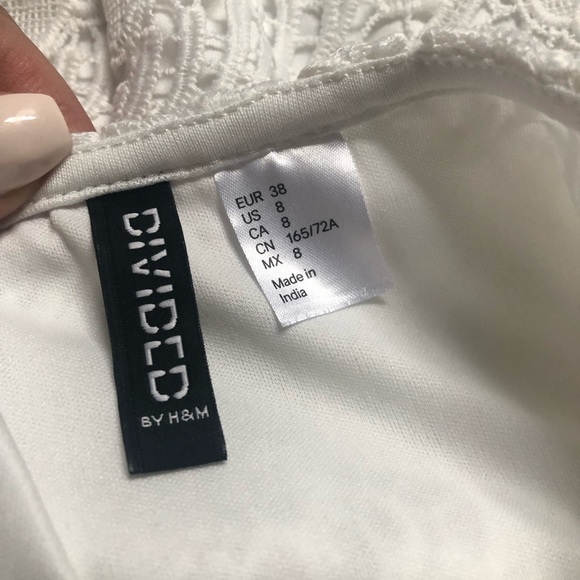 DIVIDED
BY H&M
EUR 38
US 8
CA 8
CN 165/72A
MX 8
Made in
India